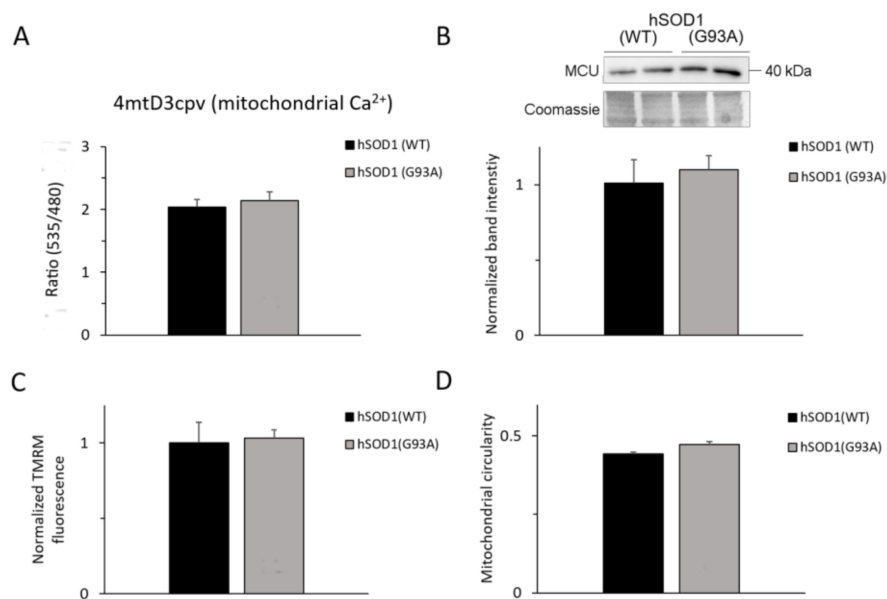 A
4mtD3cpv (mitochondrial Ca²⁺)
3
2
1
0
Ratio (535/480)
hSOD1 (WT)
hSOD1 (G93A)
B
hSOD1
(WT) (G93A)
MCU 40 kDa
Coomassie
1
0
Normalized band intenstiy
hSOD1 (WT)
hSOD1 (G93A)
C
1
0
Normalized TMRM
fluorescence
hSOD1(WT)
hSOD1(G93A)
D
0.5
0
Mitochondrial circularity
hSOD1(WT)
hSOD1(G93A)